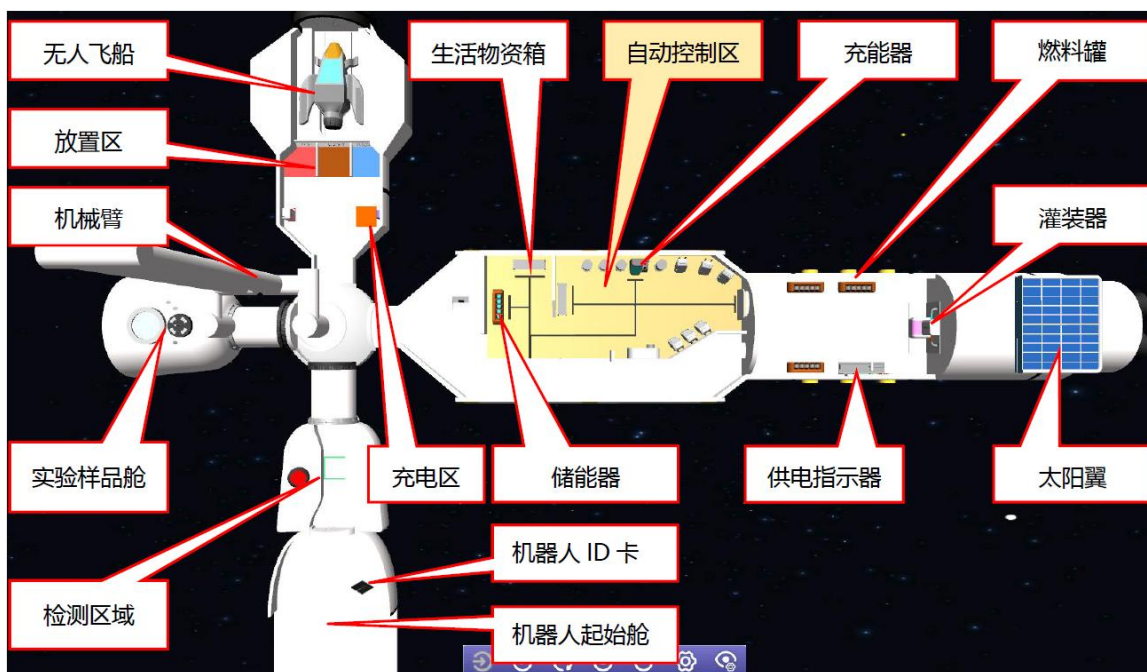 无人飞船
生活物资箱
自动控制区
充能器
燃料罐
放置区
机械臂
灌装器
实验样品舱
充电区
储能器
供电指示器
太阳翼
机器人 ID 卡
检测区域
机器人起始舱